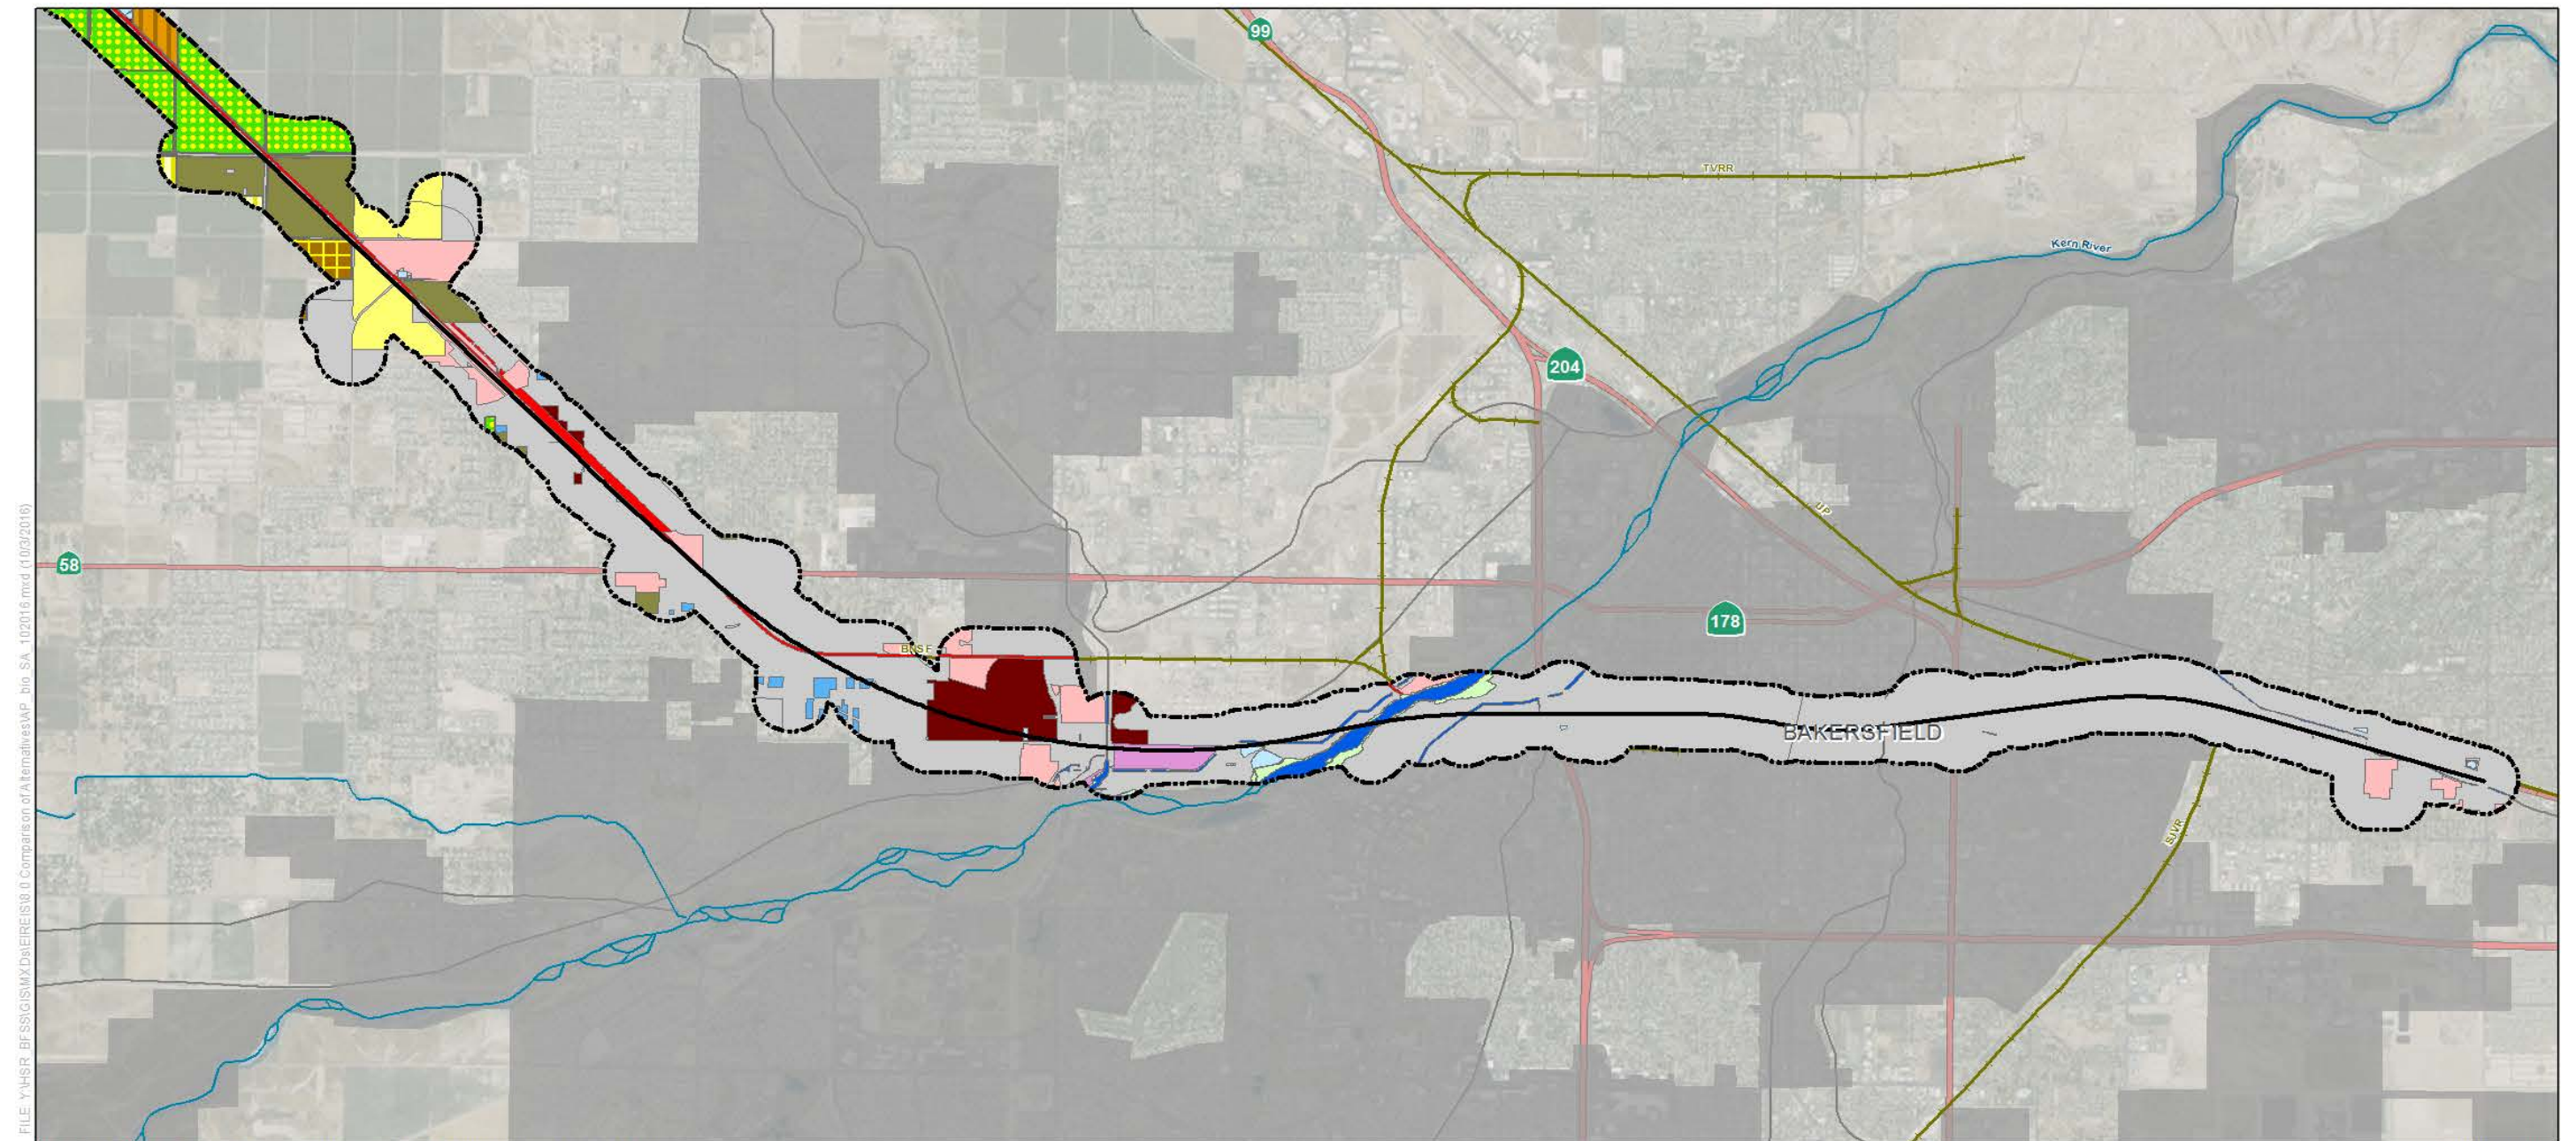 99
TVRR
Kern River
204
UP
58
178
BNSF
BAKERSFIELD
SJVR
FILE: Y:\HSR_BFSS\GIS\MXDs\EIREIS\8.0 Comparison of Alternatives\AP_bio_SA_102016.mxd (10/3/2016)